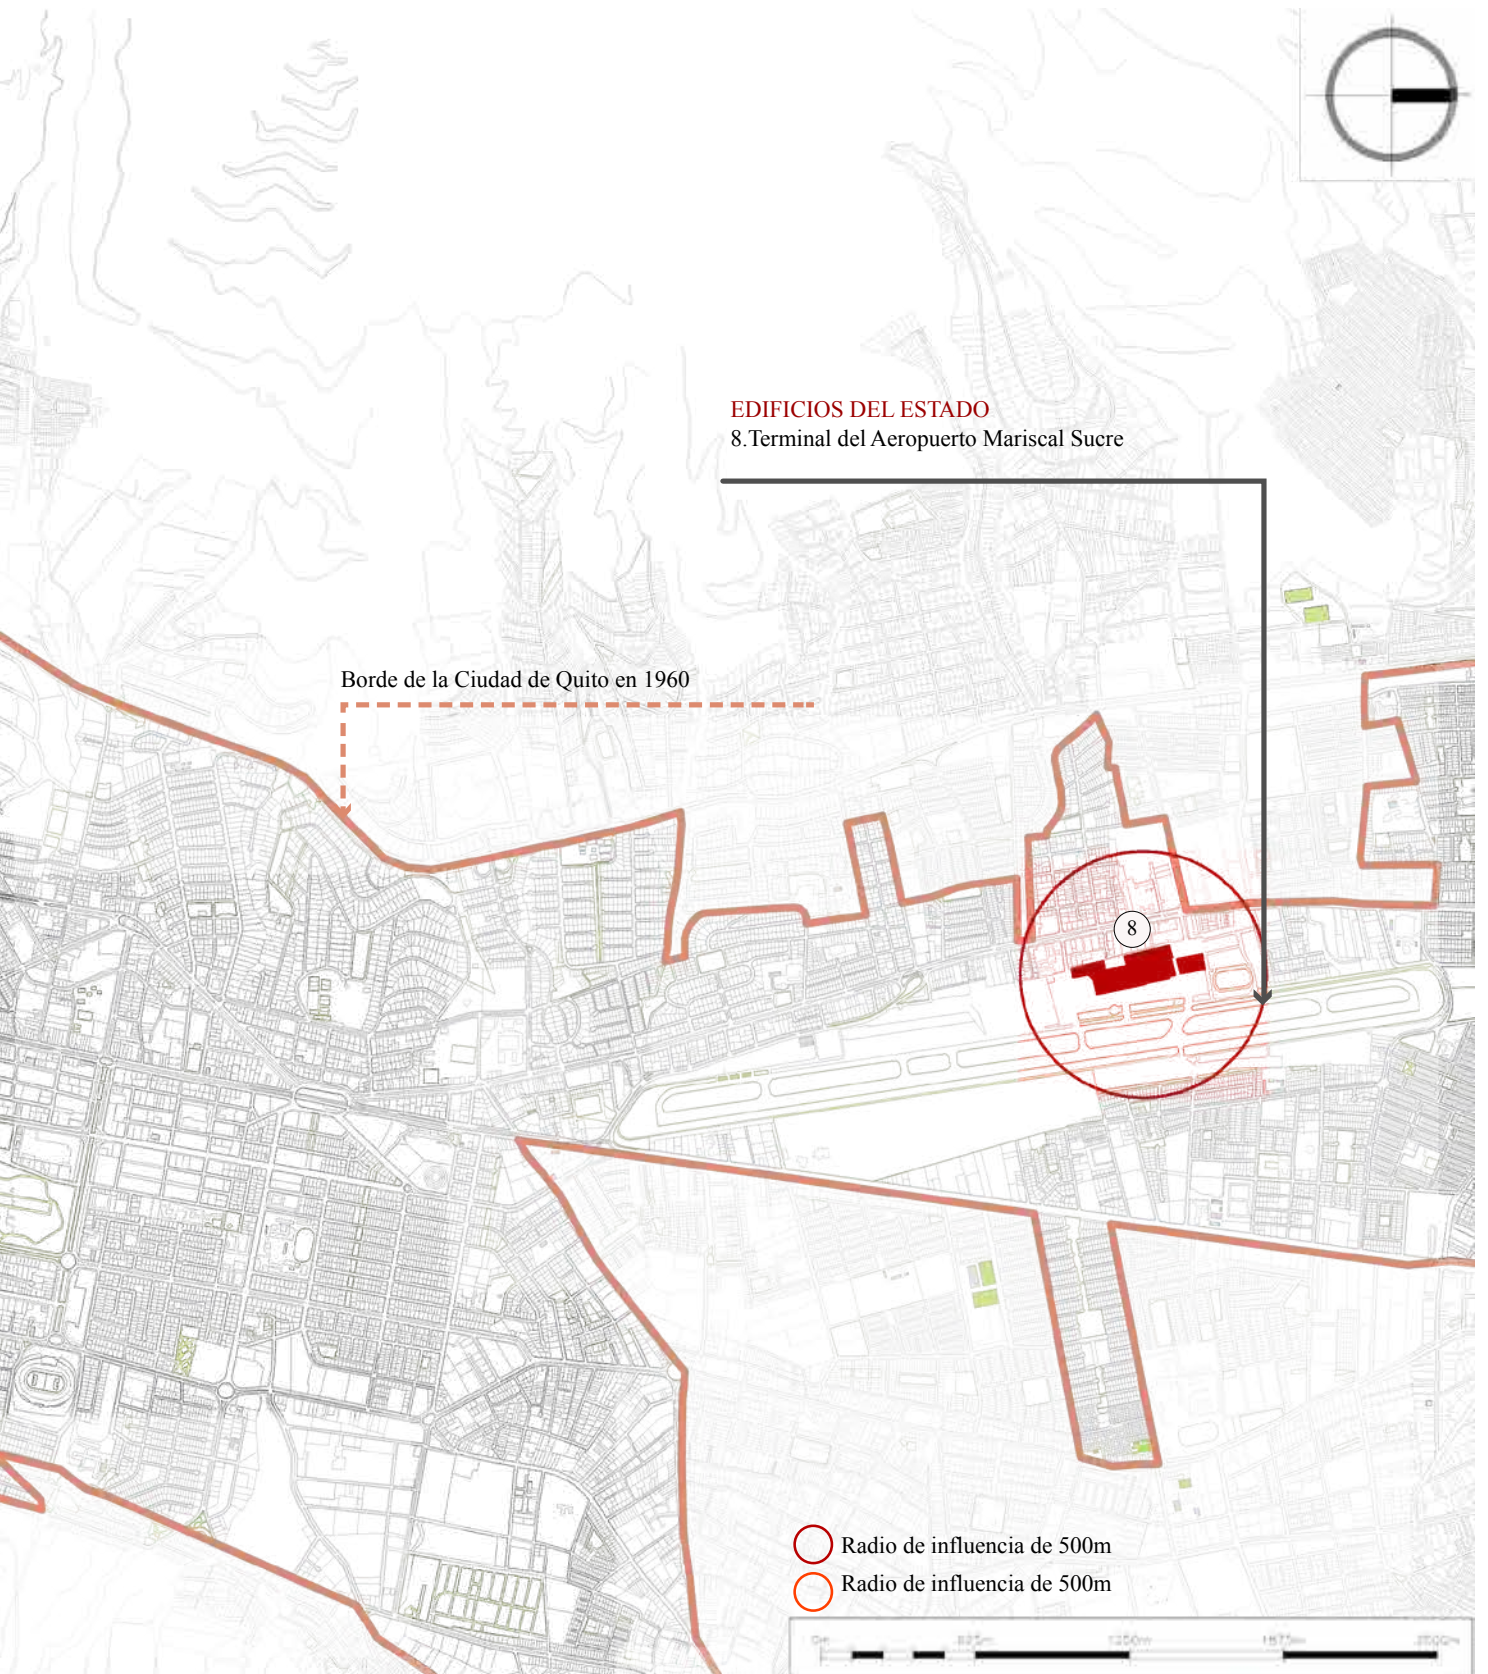 EDIFICIOS DEL ESTADO
8.Terminal del Aeropuerto Mariscal Sucre
Borde de la Ciudad de Quito en 1960
8
Radio de influencia de 500m
Radio de influencia de 500m